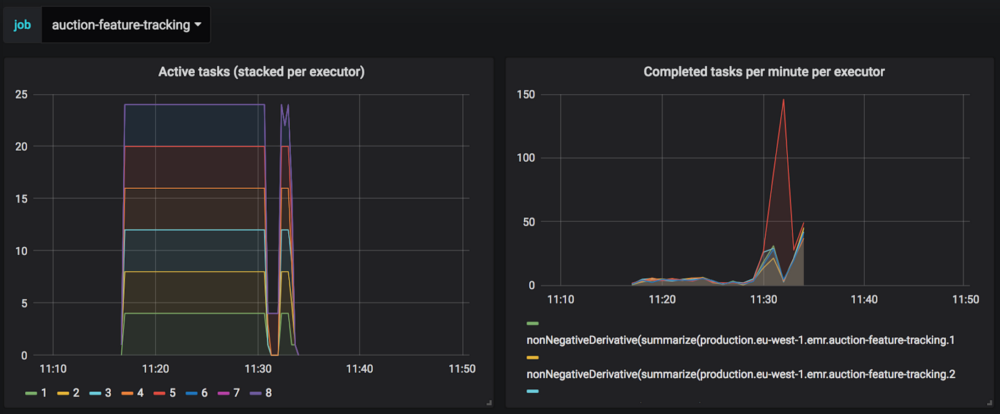 job auction-feature-tracking
Active tasks (stacked per executor)
25
20
15
10
5
0
11:10 11:20 11:30 11:40 11:50
1 2 3 4 5 6 7 8
Completed tasks per minute per executor
150
100
50
0
11:10 11:20 11:30 11:40 11:50
nonNegativeDerivative(summarize(production.eu-west-1.emr.auction-feature-tracking.1
nonNegativeDerivative(summarize(production.eu-west-1.emr.auction-feature-tracking.2